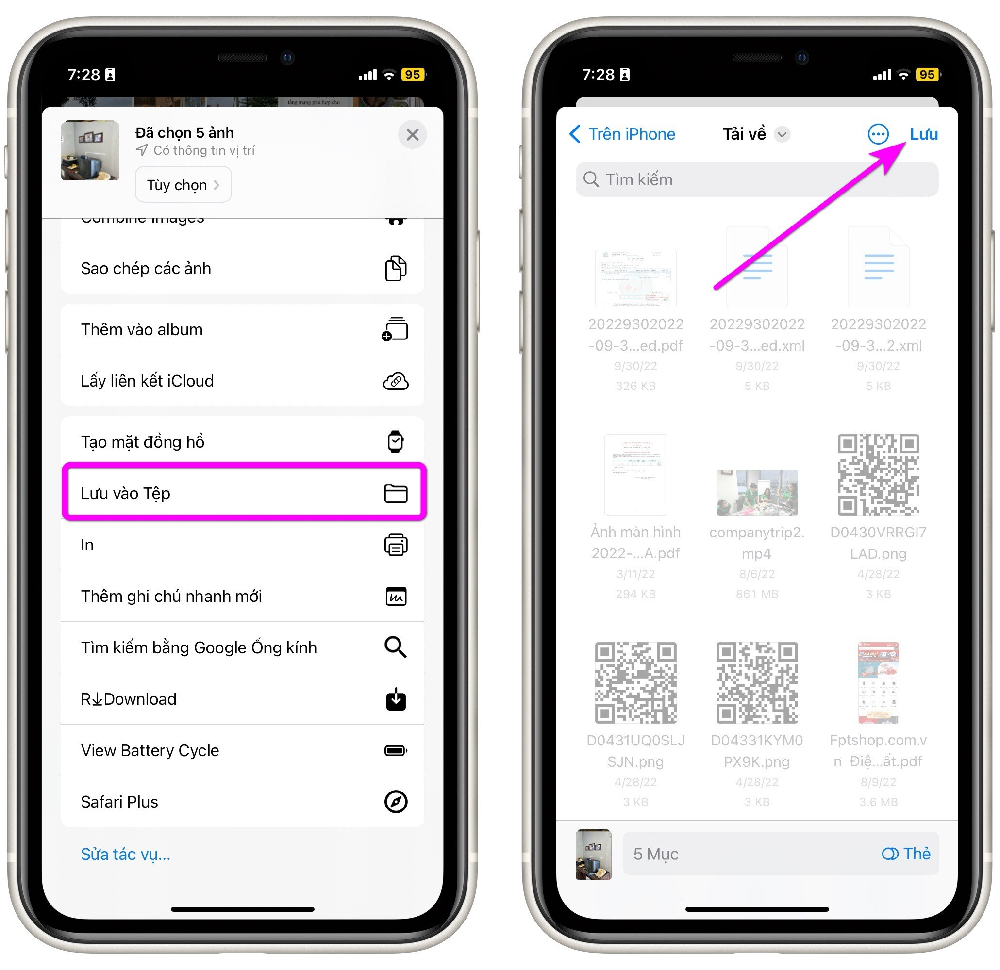 7:28
95
tảng mạng phù hợp cho
Đã chọn 5 ảnh
Có thông tin vị trí
Tùy chọn
Combine Images
Sao chép các ảnh
Thêm vào album
Lấy liên kết iCloud
Tạo mặt đồng hồ
Lưu vào Tệp
In
Thêm ghi chú nhanh mới
Tìm kiếm bằng Google Ống kính
R↓Download
View Battery Cycle
Safari Plus
Sửa tác vụ...
7:28
95
Trên iPhone
Tải về
Lưu
Tìm kiếm
20229302022
-09-3...ed.pdf
9/30/22
326 KB
20229302022
-09-3...ed.xml
9/30/22
5 KB
20229302022
-09-3...2.xml
9/30/22
5 KB
Ảnh màn hình
2022-...A.pdf
3/11/22
294 KB
companytrip2.
mp4
8/6/22
861 MB
D0430VRRGI7
LAD.png
4/28/22
3 KB
D0431UQ0SLJ
SJN.png
4/28/22
3 KB
D04331KYM0
PX9K.png
4/28/22
3 KB
Fptshop.com.v
n Điệ...ất.pdf
8/9/22
3.6 MB
5 Mục
Thẻ